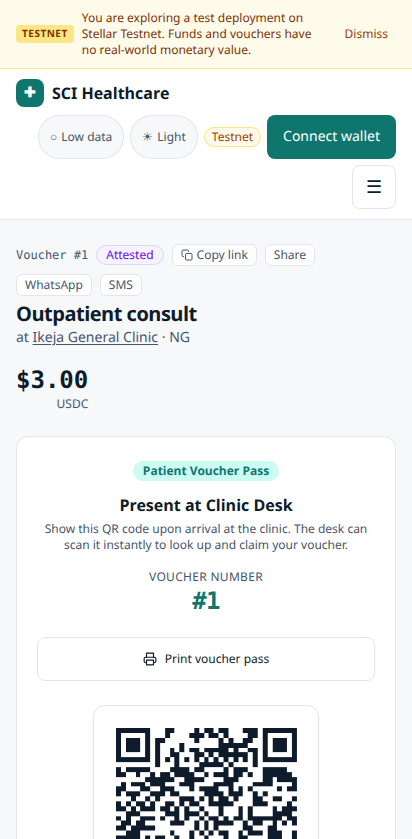 TESTNET
You are exploring a test deployment on
Stellar Testnet. Funds and vouchers have
no real-world monetary value.
Dismiss
SCI Healthcare
Low data
Light
Testnet
Connect wallet
Voucher #1
Attested
Copy link
Share
WhatsApp
SMS
Outpatient consult
at Ikeja General Clinic · NG
$3.00
USDC
Patient Voucher Pass
Present at Clinic Desk
Show this QR code upon arrival at the clinic. The desk can
scan it instantly to look up and claim your voucher.
VOUCHER NUMBER
#1
Print voucher pass